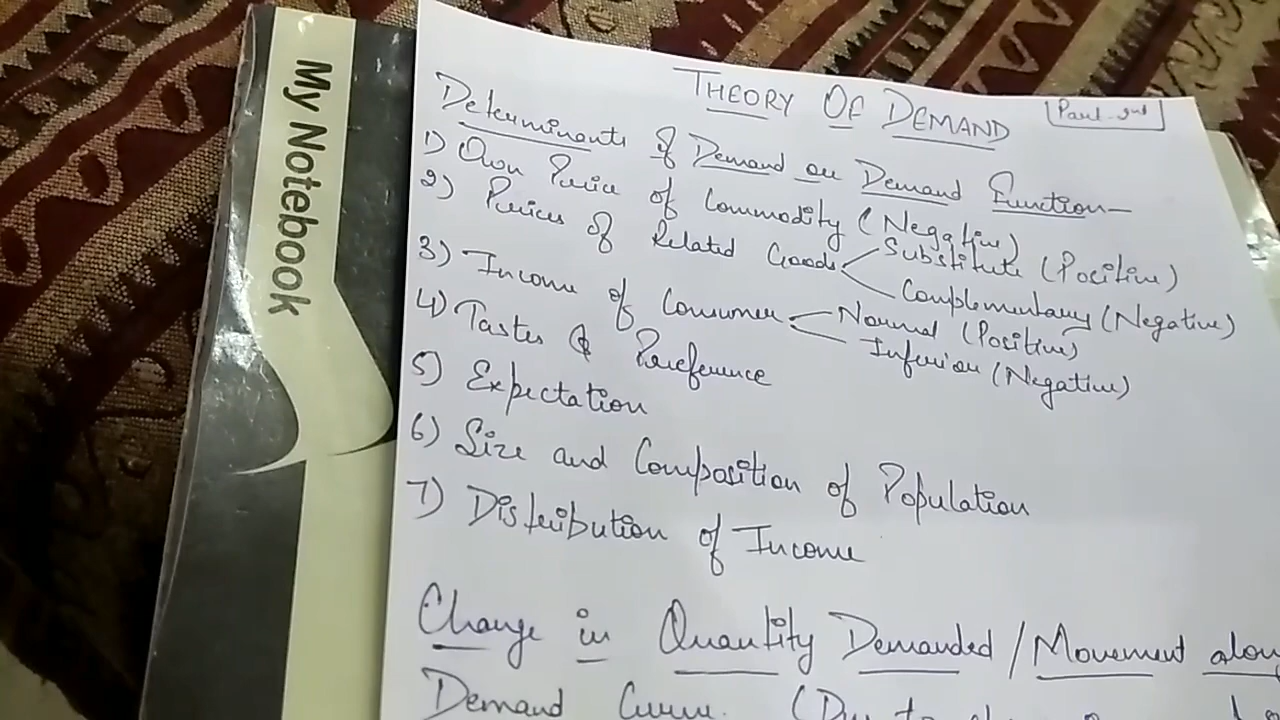 My Notebook
THEORY OF DEMAND
Determinants of Demand or Demand Function-
1) Own Price of Commodity (Negative)
2) Prices of Related Goods
Substitute (Positive)
Complementary (Negative)
3) Income of Consumer
Normal (Positive)
Inferior (Negative)
4) Tastes & Preference
5) Expectation
6) Size and Composition of Population
7) Distribution of Income
Change in Quantity Demanded / Movement along
Demand Curve. (Due to